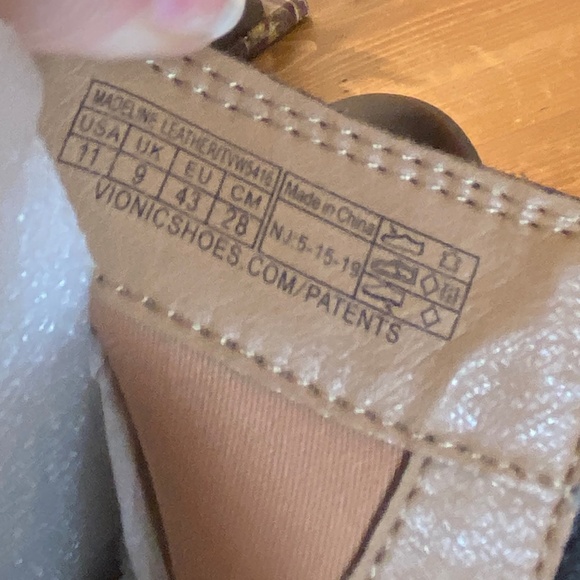 MADELINE LEATHER/TVW5416
USA UK EU CM
11 9 43 28
Made in China
NJ:5-15-19
VIONICSHOES.COM/PATENTS